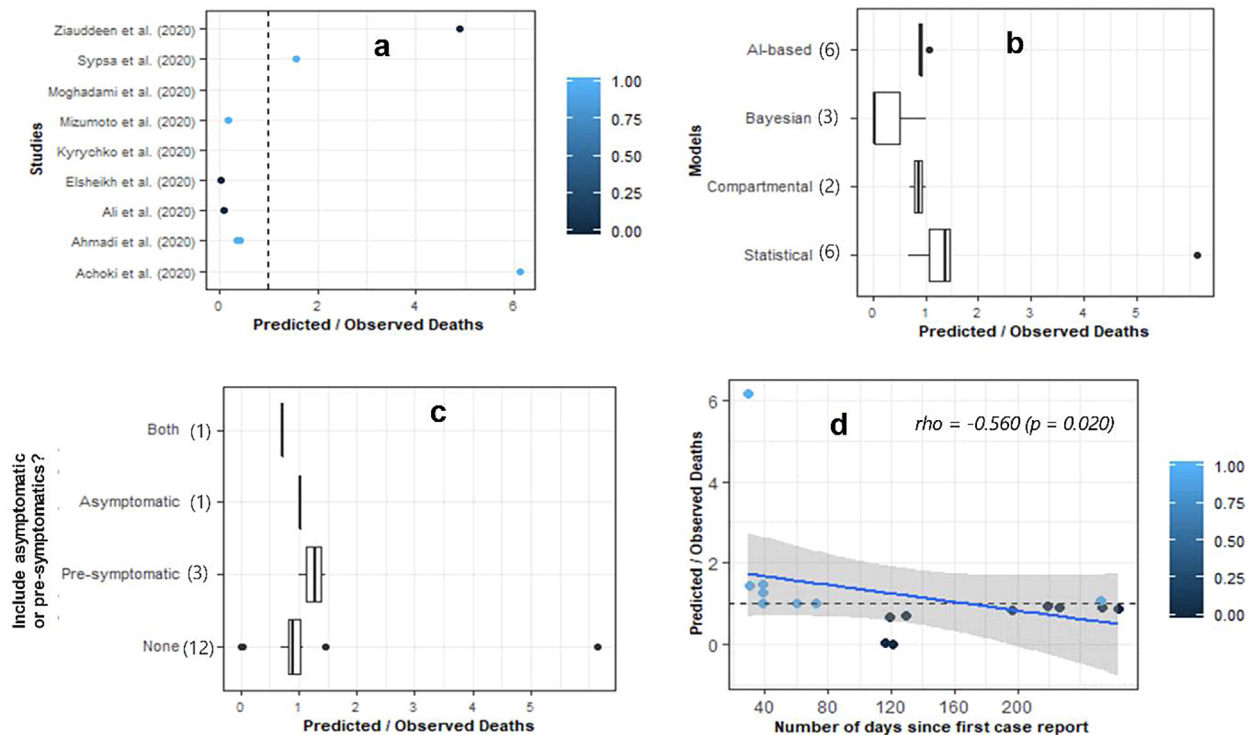 a
Ziauddeen et al. (2020)
Sypsa et al. (2020)
Moghadami et al. (2020)
Mizumoto et al. (2020)
Kyrychko et al. (2020)
Elsheikh et al. (2020)
Ali et al. (2020)
Ahmadi et al. (2020)
Achoki et al. (2020)
Studies
0 2 4 6
Predicted / Observed Deaths
1.00
0.75
0.50
0.25
0.00
b
AI-based (6)
Bayesian (3)
Compartmental (2)
Statistical (6)
Models
0 1 2 3 4 5
Predicted / Observed Deaths
c
Both (1)
Asymptomatic (1)
Pre-symptomatic (3)
None (12)
Include asymptomatic
or pre-symptomatics?
0 1 2 3 4 5
Predicted / Observed Deaths
d
rho = -0.560 (p = 0.020)
6
4
2
0
Predicted / Observed Deaths
40 80 120 160 200
Number of days since first case report
1.00
0.75
0.50
0.25
0.00